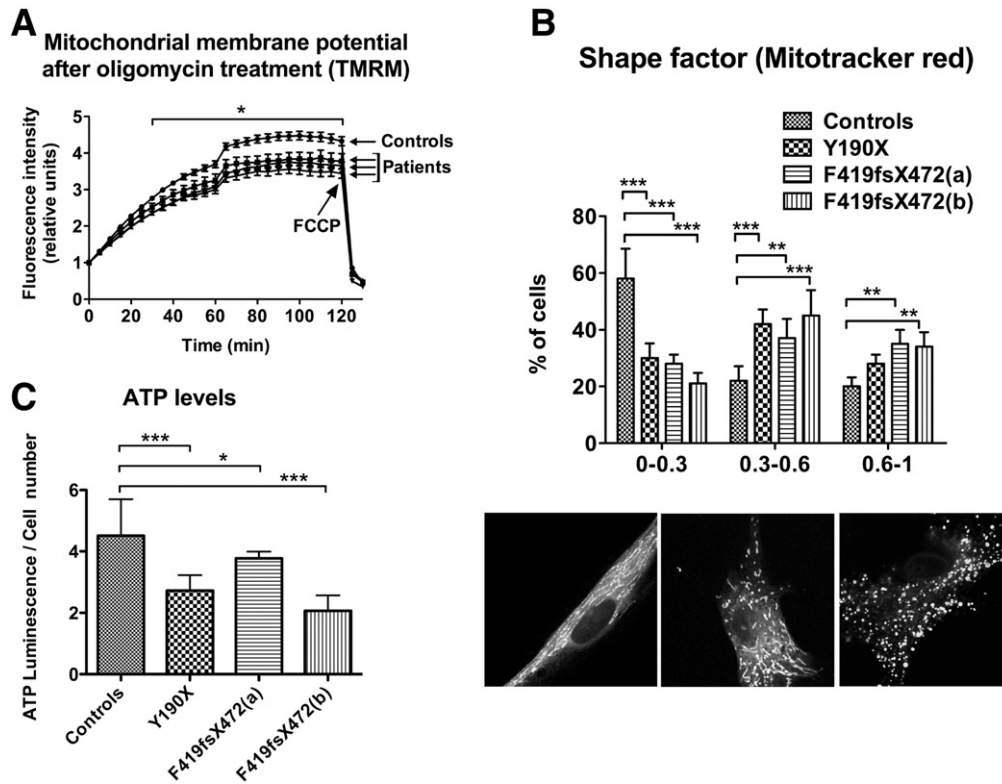 A
Mitochondrial membrane potential
after oligomycin treatment (TMRM)
Fluorescence intensity
(relative units)
5
4
3
2
1
0
*
Controls
Patients
FCCP
0 20 40 60 80 100 120
Time (min)
B
Shape factor (Mitotracker red)
Controls
Y190X
F419fsX472(a)
F419fsX472(b)
% of cells
80
60
40
20
0
***
***
***
***
**
***
**
**
0-0.3 0.3-0.6 0.6-1
C
ATP levels
ATP Luminescence / Cell number
6
4
2
0
***
*
***
Controls
Y190X
F419fsX472(a)
F419fsX472(b)